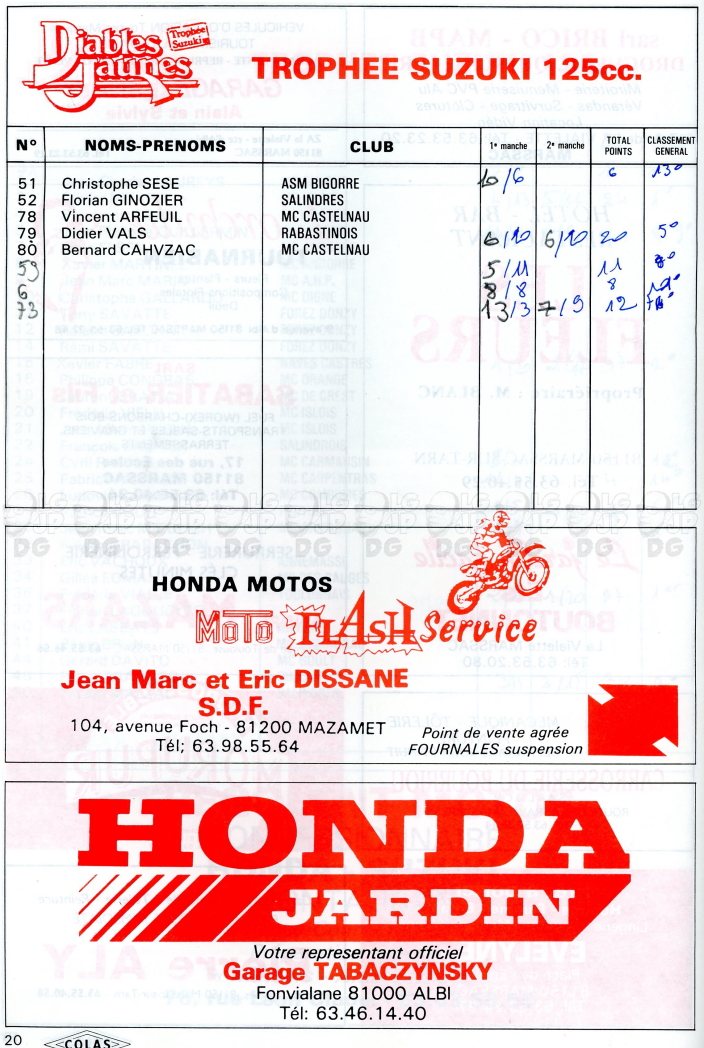 Diables Jaunes
Trophée Suzuki
TROPHEE SUZUKI 125cc.
N° NOMS-PRENOMS CLUB 1e manche 2e manche TOTAL POINTS CLASSEMENT GENERAL
51 Christophe SESE ASM BIGORRE 10/6 6 13°
52 Florian GINOZIER SALINDRES
78 Vincent ARFEUIL MC CASTELNAU
79 Didier VALS RABASTINOIS 6/10 6/10 20 5°
80 Bernard CAHVZAC MC CASTELNAU
59 5/11 11
6 8/8 8
73 13/3 7/9 12
HONDA MOTOS
MOTO FLASH Service
Jean Marc et Eric DISSANE
S.D.F.
104, avenue Foch - 81200 MAZAMET
Tél; 63.98.55.64
Point de vente agrée
FOURNALES suspension
HONDA
JARDIN
Votre representant officiel
Garage TABACZYNSKY
Fonvialane 81000 ALBI
Tél: 63.46.14.40
20
COLAS